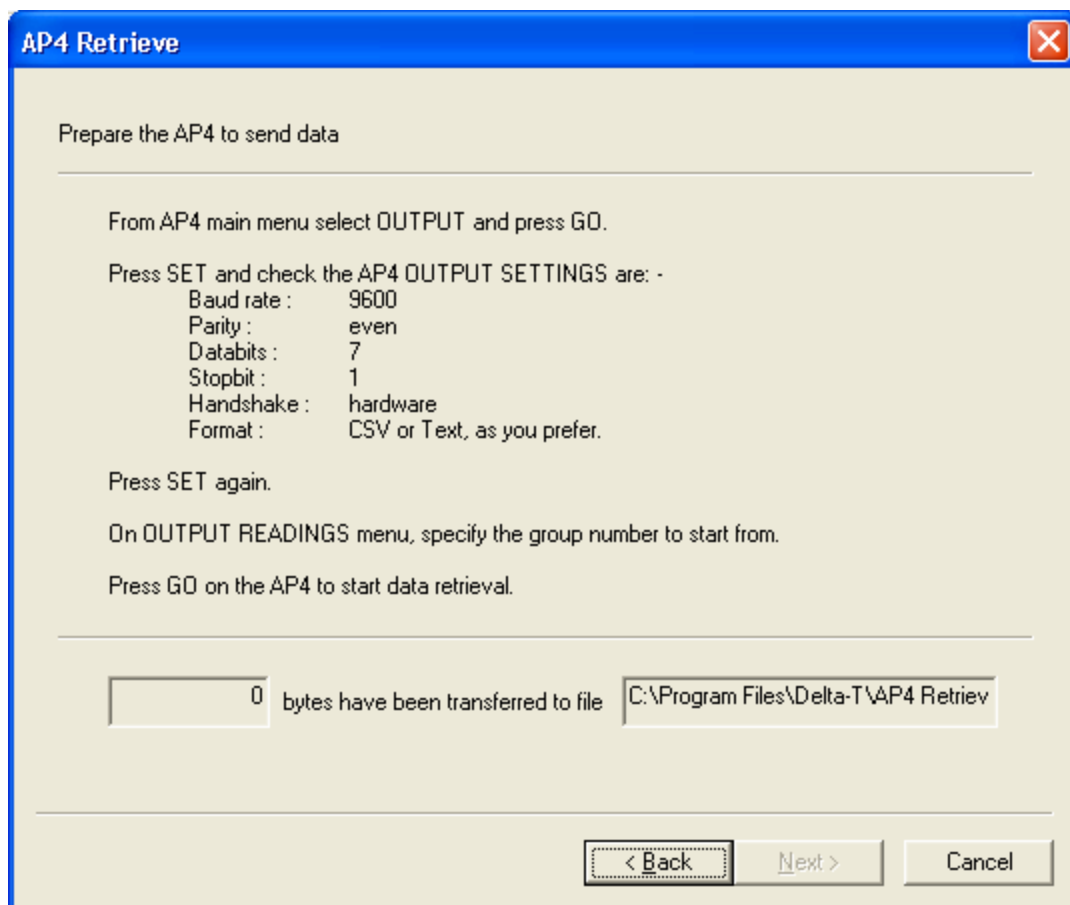 AP4 Retrieve
Prepare the AP4 to send data
From AP4 main menu select OUTPUT and press GO.
Press SET and check the AP4 OUTPUT SETTINGS are: -
Baud rate : 9600
Parity : even
Databits : 7
Stopbit : 1
Handshake : hardware
Format : CSV or Text, as you prefer.
Press SET again.
On OUTPUT READINGS menu, specify the group number to start from.
Press GO on the AP4 to start data retrieval.
0 bytes have been transferred to file C:\Program Files\Delta-T\AP4 Retriev
< Back Next > Cancel